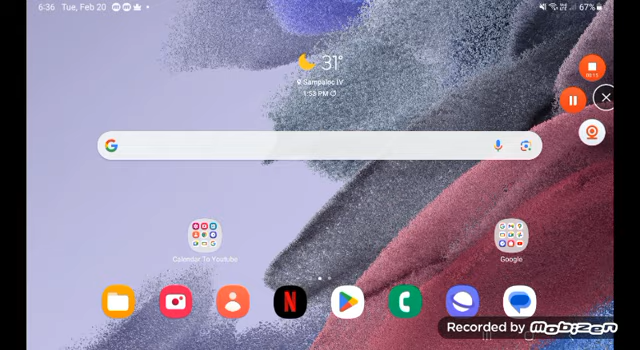 6:36 Tue, Feb 20
67%
31°
Sampaloc IV
1:53 PM
Calendar To Youtube
Google
Recorded by Mobizen